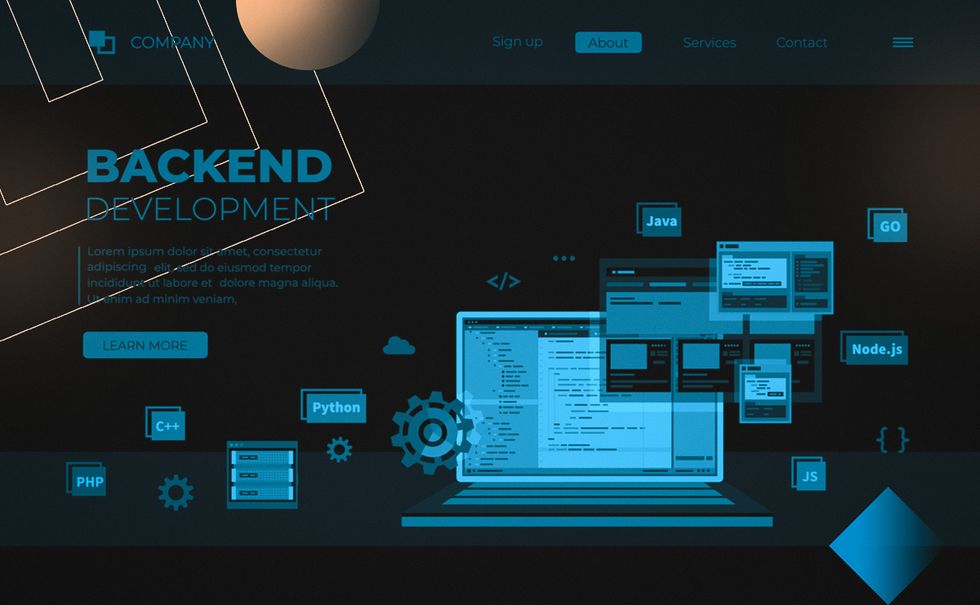 COMPANY
Sign up
About
Services
Contact
BACKEND
DEVELOPMENT
Lorem ipsum dolor sit amet, consectetur
adipiscing elit, sed do eiusmod tempor
incididunt ut labore et dolore magna aliqua.
Ut enim ad minim veniam,
LEARN MORE
Java
GO
</>
Node.js
Python
C++
{ }
PHP
JS